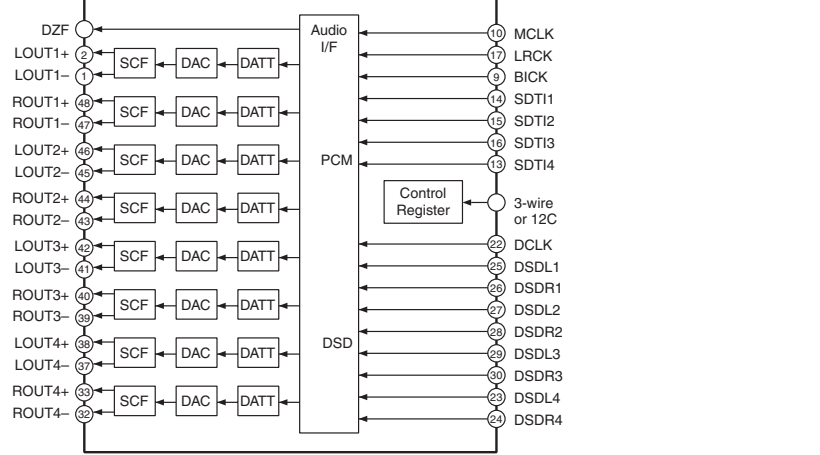 DZF
LOUT1+ 2
LOUT1– 1
ROUT1+ 48
ROUT1– 47
LOUT2+ 46
LOUT2– 45
ROUT2+ 44
ROUT2– 43
LOUT3+ 42
LOUT3– 41
ROUT3+ 40
ROUT3– 39
LOUT4+ 38
LOUT4– 37
ROUT4+ 33
ROUT4– 32
SCF DAC DATT
SCF DAC DATT
SCF DAC DATT
SCF DAC DATT
SCF DAC DATT
SCF DAC DATT
SCF DAC DATT
SCF DAC DATT
Audio
I/F
PCM
DSD
Control
Register
10 MCLK
17 LRCK
9 BICK
14 SDTI1
15 SDTI2
16 SDTI3
13 SDTI4
3-wire
or 12C
22 DCLK
25 DSDL1
26 DSDR1
27 DSDL2
28 DSDR2
29 DSDL3
30 DSDR3
23 DSDL4
24 DSDR4